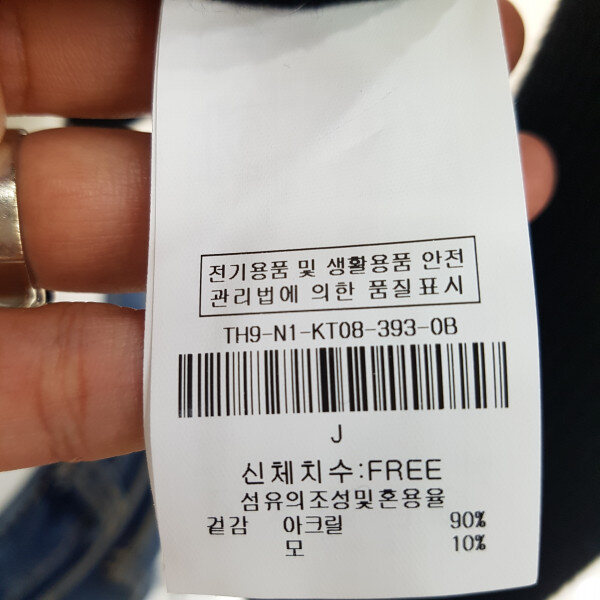 전기용품 및 생활용품 안전
관리법에 의한 품질표시
TH9-N1-KT08-393-0B
J
신체치수:FREE
섬유의조성및혼용율
겉감 아크릴 90%
모 10%